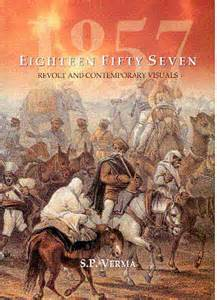 1857
EIGHTEEN FIFTY SEVEN
REVOLT AND CONTEMPORARY VISUALS
S.P. VERMA